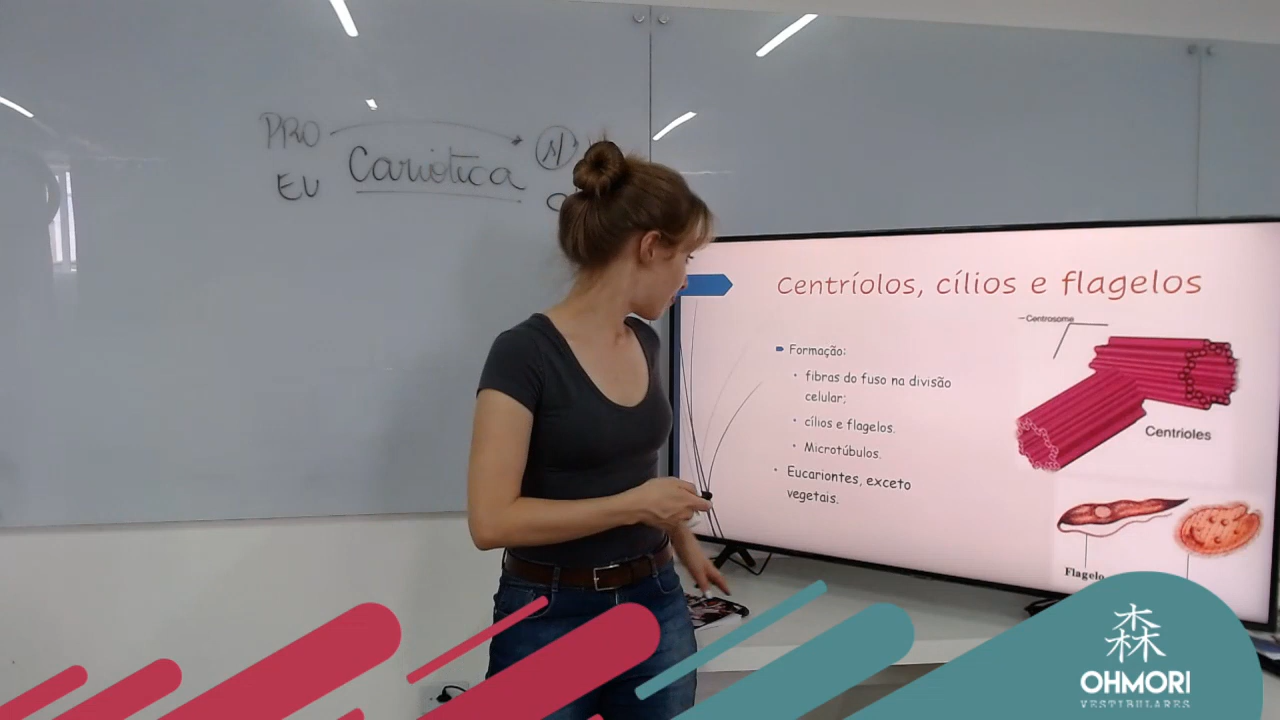 PRO
EU Cariótica
s/
Centríolos, cílios e flagelos
Centrosome
Formação:
fibras do fuso na divisão
celular;
cílios e flagelos.
Microtúbulos.
Eucariontes, exceto
vegetais.
Centrioles
Flagelo
OHMORI
VESTIBULARES